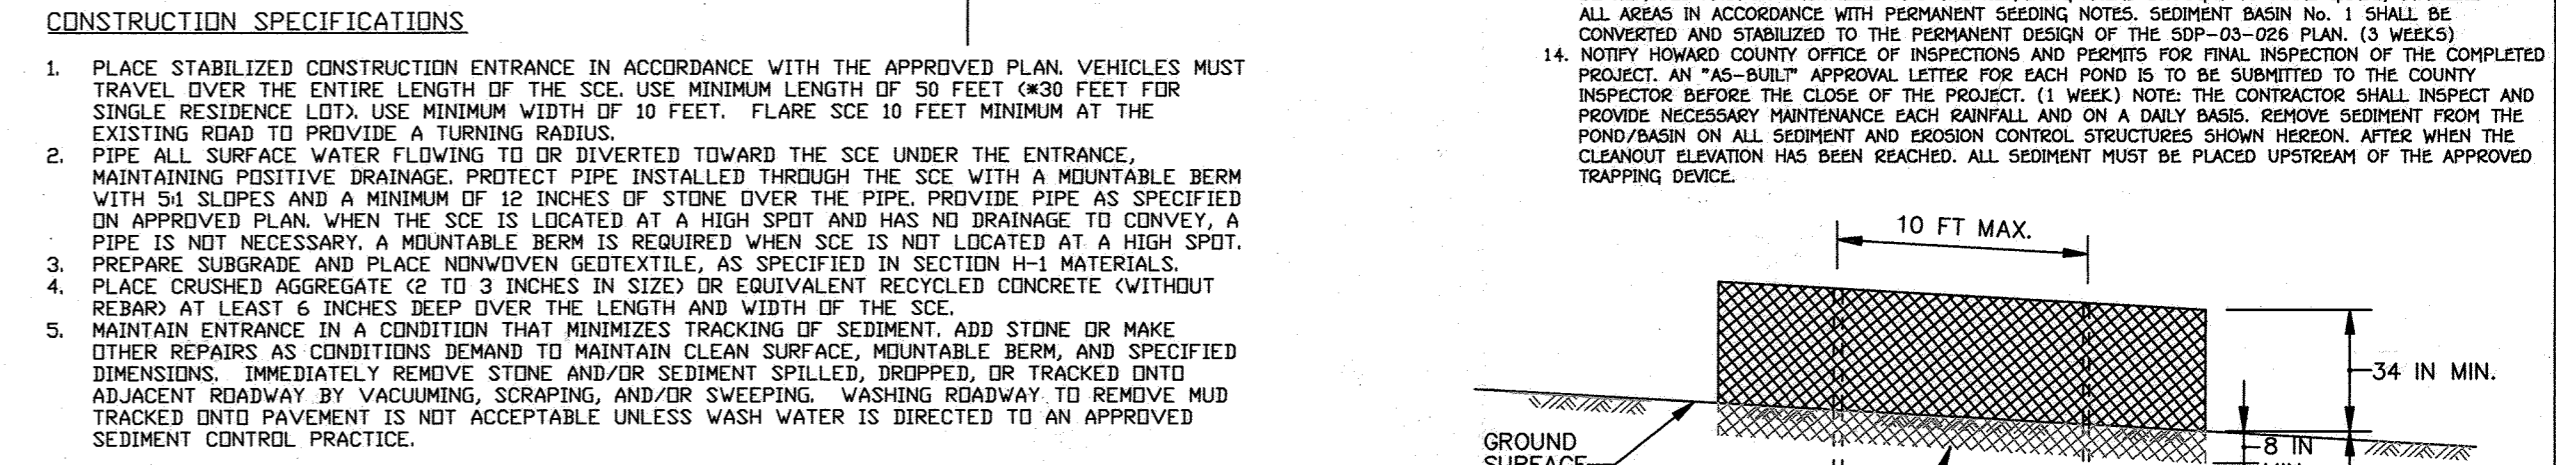 CONSTRUCTION SPECIFICATIONS
1. PLACE STABILIZED CONSTRUCTION ENTRANCE IN ACCORDANCE WITH THE APPROVED PLAN. VEHICLES MUST
TRAVEL OVER THE ENTIRE LENGTH OF THE SCE. USE MINIMUM LENGTH OF 50 FEET (*30 FEET FOR
SINGLE RESIDENCE LOT). USE MINIMUM WIDTH OF 10 FEET. FLARE SCE 10 FEET MINIMUM AT THE
EXISTING ROAD TO PROVIDE A TURNING RADIUS.
2. PIPE ALL SURFACE WATER FLOWING TO OR DIVERTED TOWARD THE SCE UNDER THE ENTRANCE,
MAINTAINING POSITIVE DRAINAGE. PROTECT PIPE INSTALLED THROUGH THE SCE WITH A MOUNTABLE BERM
WITH 5:1 SLOPES AND A MINIMUM OF 12 INCHES OF STONE OVER THE PIPE. PROVIDE PIPE AS SPECIFIED
ON APPROVED PLAN. WHEN THE SCE IS LOCATED AT A HIGH SPOT AND HAS NO DRAINAGE TO CONVEY, A
PIPE IS NOT NECESSARY. A MOUNTABLE BERM IS REQUIRED WHEN SCE IS NOT LOCATED AT A HIGH SPOT.
3. PREPARE SUBGRADE AND PLACE NONWOVEN GEOTEXTILE, AS SPECIFIED IN SECTION H-1 MATERIALS.
4. PLACE CRUSHED AGGREGATE (2 TO 3 INCHES IN SIZE) OR EQUIVALENT RECYCLED CONCRETE (WITHOUT
REBAR) AT LEAST 6 INCHES DEEP OVER THE LENGTH AND WIDTH OF THE SCE.
5. MAINTAIN ENTRANCE IN A CONDITION THAT MINIMIZES TRACKING OF SEDIMENT. ADD STONE OR MAKE
OTHER REPAIRS AS CONDITIONS DEMAND TO MAINTAIN CLEAN SURFACE, MOUNTABLE BERM, AND SPECIFIED
DIMENSIONS. IMMEDIATELY REMOVE STONE AND/OR SEDIMENT SPILLED, DROPPED, OR TRACKED ONTO
ADJACENT ROADWAY BY VACUUMING, SCRAPING, AND/OR SWEEPING. WASHING ROADWAY TO REMOVE MUD
TRACKED ONTO PAVEMENT IS NOT ACCEPTABLE UNLESS WASH WATER IS DIRECTED TO AN APPROVED
SEDIMENT CONTROL PRACTICE.
ALL AREAS IN ACCORDANCE WITH PERMANENT SEEDING NOTES. SEDIMENT BASIN No. 1 SHALL BE
CONVERTED AND STABILIZED TO THE PERMANENT DESIGN OF THE SDP-03-026 PLAN. (3 WEEKS)
14. NOTIFY HOWARD COUNTY OFFICE OF INSPECTIONS AND PERMITS FOR FINAL INSPECTION OF THE COMPLETED
PROJECT. AN "AS-BUILT" APPROVAL LETTER FOR EACH POND IS TO BE SUBMITTED TO THE COUNTY
INSPECTOR BEFORE THE CLOSE OF THE PROJECT. (1 WEEK) NOTE: THE CONTRACTOR SHALL INSPECT AND
PROVIDE NECESSARY MAINTENANCE EACH RAINFALL AND ON A DAILY BASIS. REMOVE SEDIMENT FROM THE
POND/BASIN ON ALL SEDIMENT AND EROSION CONTROL STRUCTURES SHOWN HEREON. AFTER WHEN THE
CLEANOUT ELEVATION HAS BEEN REACHED. ALL SEDIMENT MUST BE PLACED UPSTREAM OF THE APPROVED
TRAPPING DEVICE.
10 FT MAX.
34 IN MIN.
GROUND
SURFACE
8 IN